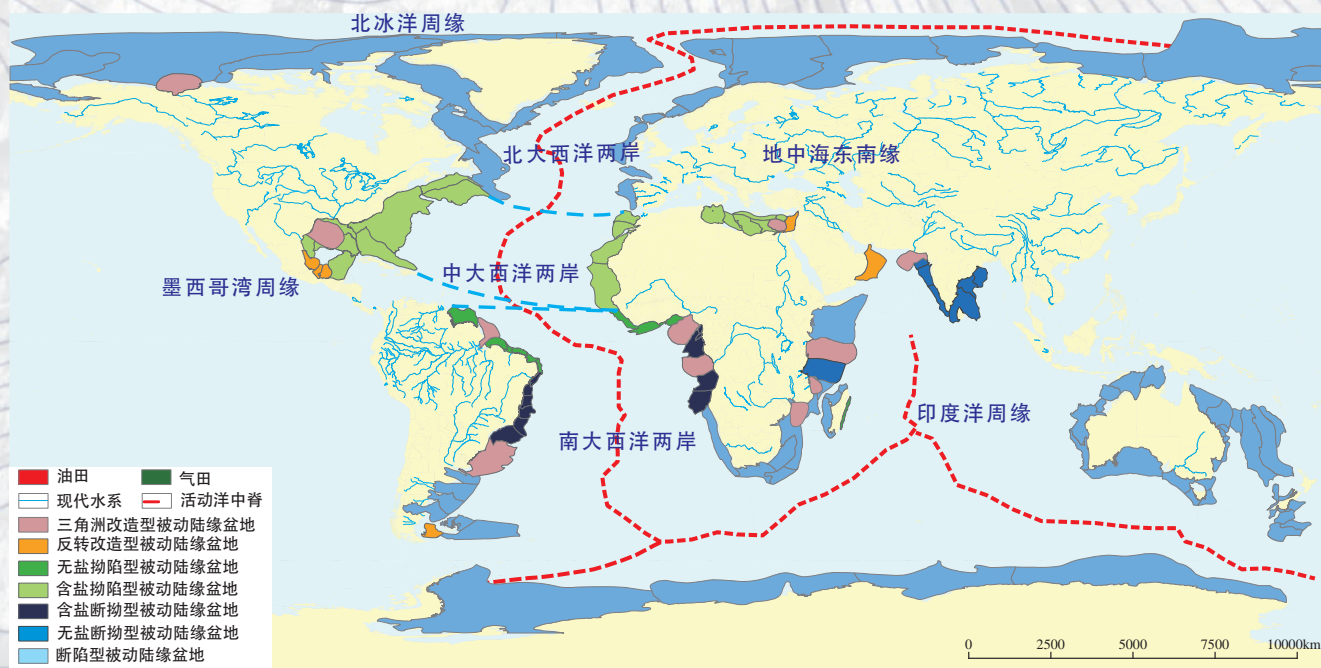 北冰洋周缘
北大西洋两岸
地中海东南缘
墨西哥湾周缘
中大西洋两岸
南大西洋两岸
印度洋周缘
油田
气田
现代水系
活动洋中脊
三角洲改造型被动陆缘盆地
反转改造型被动陆缘盆地
无盐拗陷型被动陆缘盆地
含盐拗陷型被动陆缘盆地
含盐断拗型被动陆缘盆地
无盐断拗型被动陆缘盆地
断陷型被动陆缘盆地
0 2500 5000 7500 10000km